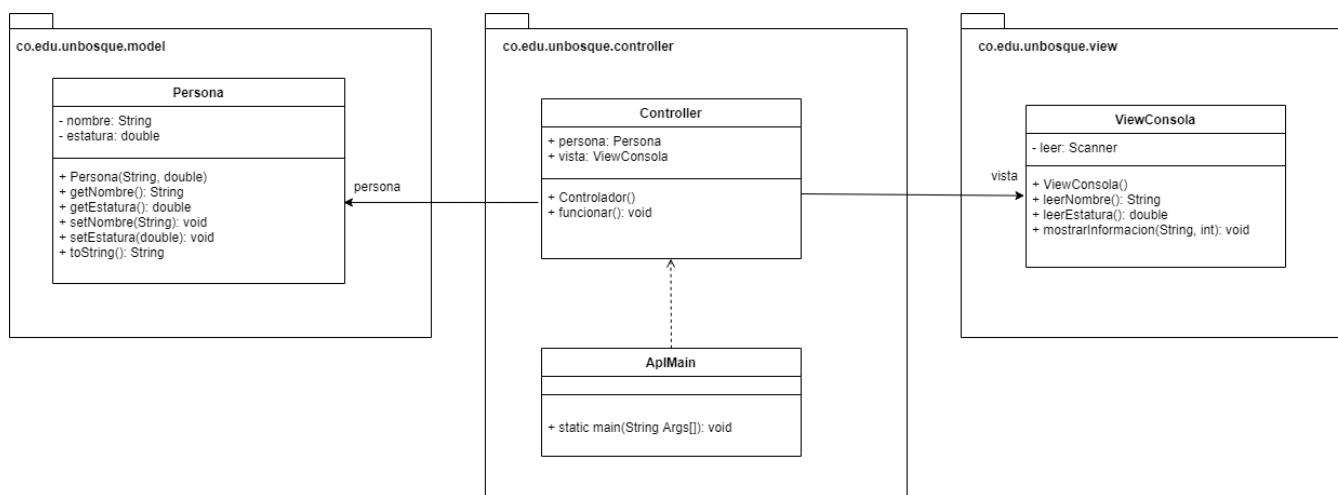 co.edu.unbosque.model
Persona
- nombre: String
- estatura: double
+ Persona(String, double)
+ getNombre(): String
+ getEstatura(): double
+ setNombre(String): void
+ setEstatura(double): void
+ toString(): String
persona
co.edu.unbosque.controller
Controller
+ persona: Persona
+ vista: ViewConsola
+ Controlador()
+ funcionar(): void
AplMain
+ static main(String Args[]): void
vista
co.edu.unbosque.view
ViewConsola
- leer: Scanner
+ ViewConsola()
+ leerNombre(): String
+ leerEstatura(): double
+ mostrarInformacion(String, int): void